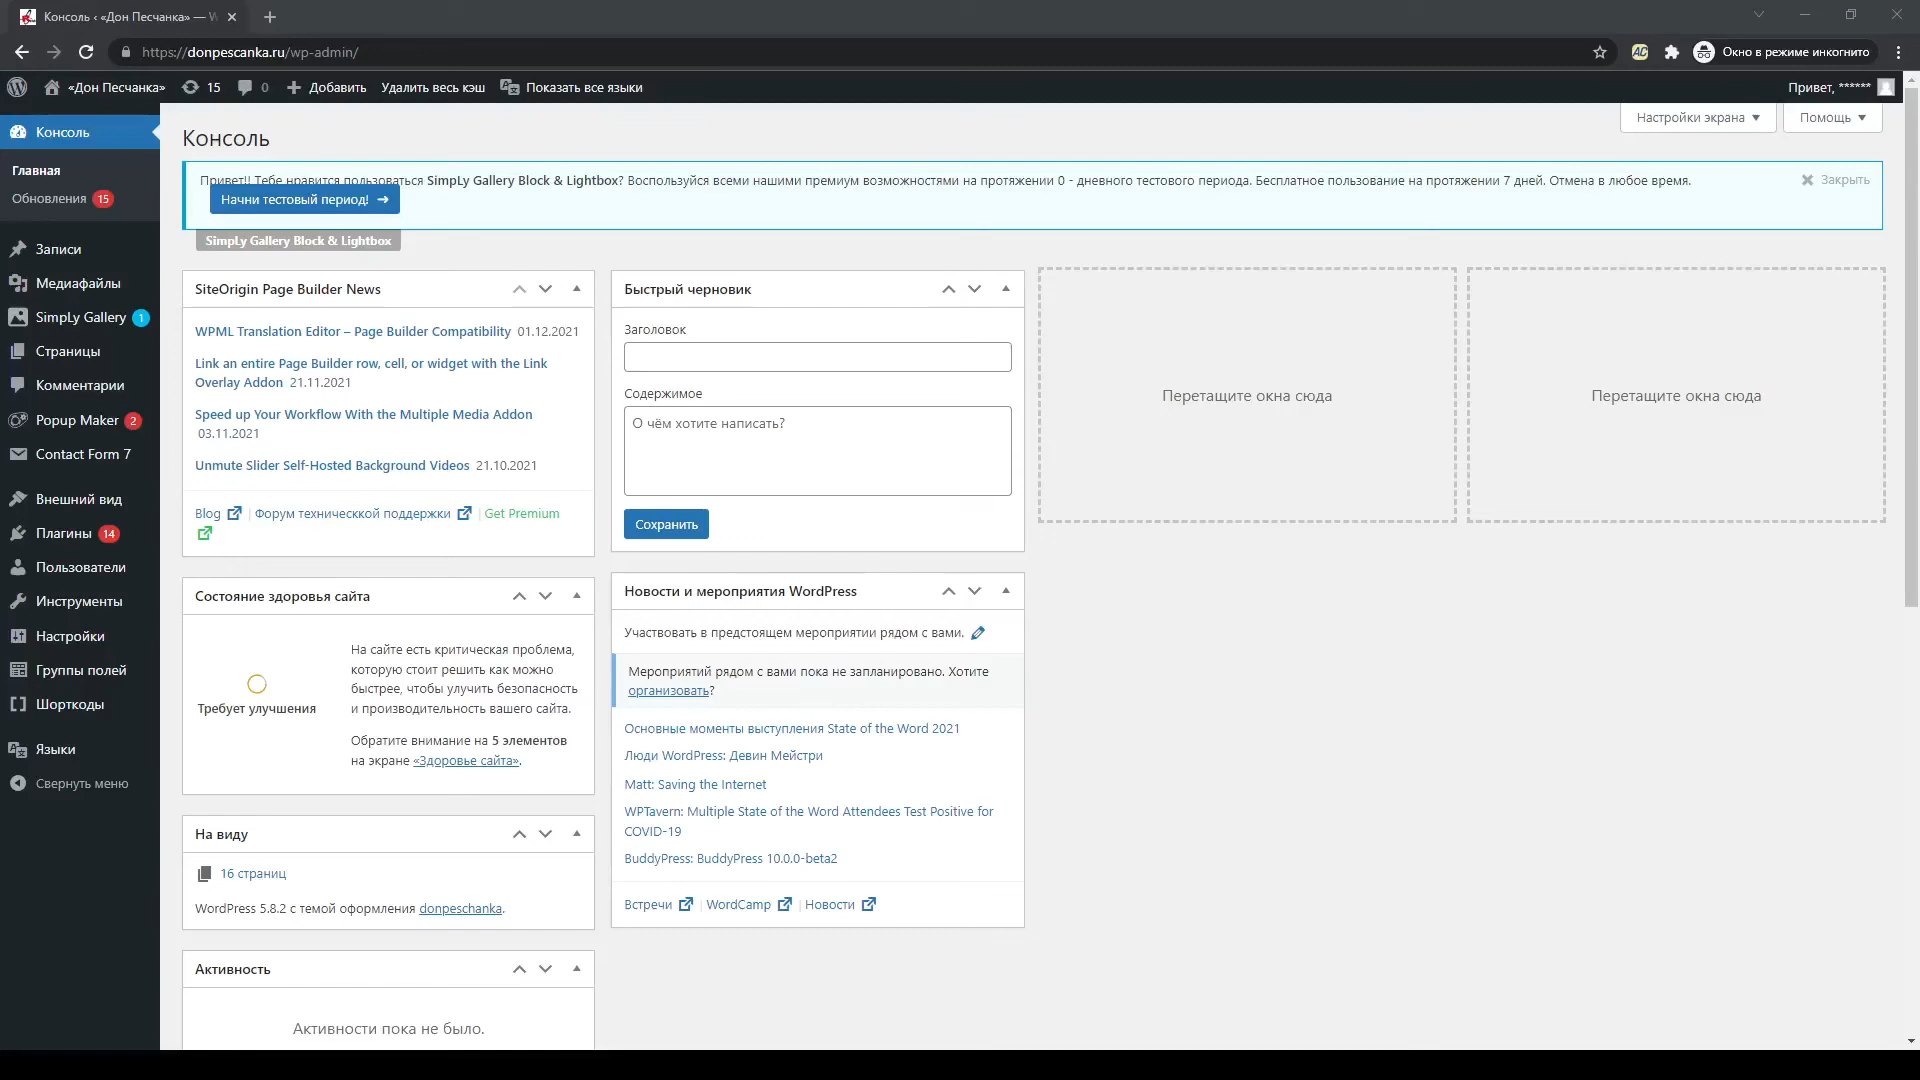 Консоль ‹ «Дон Песчанка» — W
https://donpescanka.ru/wp-admin/
Окно в режиме инкогнито
«Дон Песчанка»
15
0
Добавить
Удалить весь кэш
Показать все языки
Привет, ******
Консоль
Главная
Обновления 15
Записи
Медиафайлы
SimpLy Gallery 1
Страницы
Комментарии
Popup Maker 2
Contact Form 7
Внешний вид
Плагины 14
Пользователи
Инструменты
Настройки
Группы полей
Шорткоды
Языки
Свернуть меню
Настройки экрана
Помощь
Консоль
Привет!! Тебе нравится пользоваться SimpLy Gallery Block & Lightbox? Воспользуйся всеми нашими премиум возможностями на протяжении 0 - дневного тестового периода. Бесплатное пользование на протяжении 7 дней. Отмена в любое время.
Закрыть
Начни тестовый период! →
SimpLy Gallery Block & Lightbox
SiteOrigin Page Builder News
WPML Translation Editor – Page Builder Compatibility 01.12.2021
Link an entire Page Builder row, cell, or widget with the Link
Overlay Addon 21.11.2021
Speed up Your Workflow With the Multiple Media Addon
03.11.2021
Unmute Slider Self-Hosted Background Videos 21.10.2021
Blog | Форум техническкой поддержки | Get Premium
Состояние здоровья сайта
Требует улучшения
На сайте есть критическая проблема,
которую стоит решить как можно
быстрее, чтобы улучшить безопасность
и производительность вашего сайта.
Обратите внимание на 5 элементов
на экране «Здоровье сайта».
На виду
16 страниц
WordPress 5.8.2 с темой оформления donpeschanka.
Активность
Активности пока не было.
Быстрый черновик
Заголовок
Содержимое
О чём хотите написать?
Сохранить
Новости и мероприятия WordPress
Участвовать в предстоящем мероприятии рядом с вами.
Мероприятий рядом с вами пока не запланировано. Хотите
организовать?
Основные моменты выступления State of the Word 2021
Люди WordPress: Девин Мейстри
Matt: Saving the Internet
WPTavern: Multiple State of the Word Attendees Test Positive for
COVID-19
BuddyPress: BuddyPress 10.0.0-beta2
Встречи | WordCamp | Новости
Перетащите окна сюда
Перетащите окна сюда